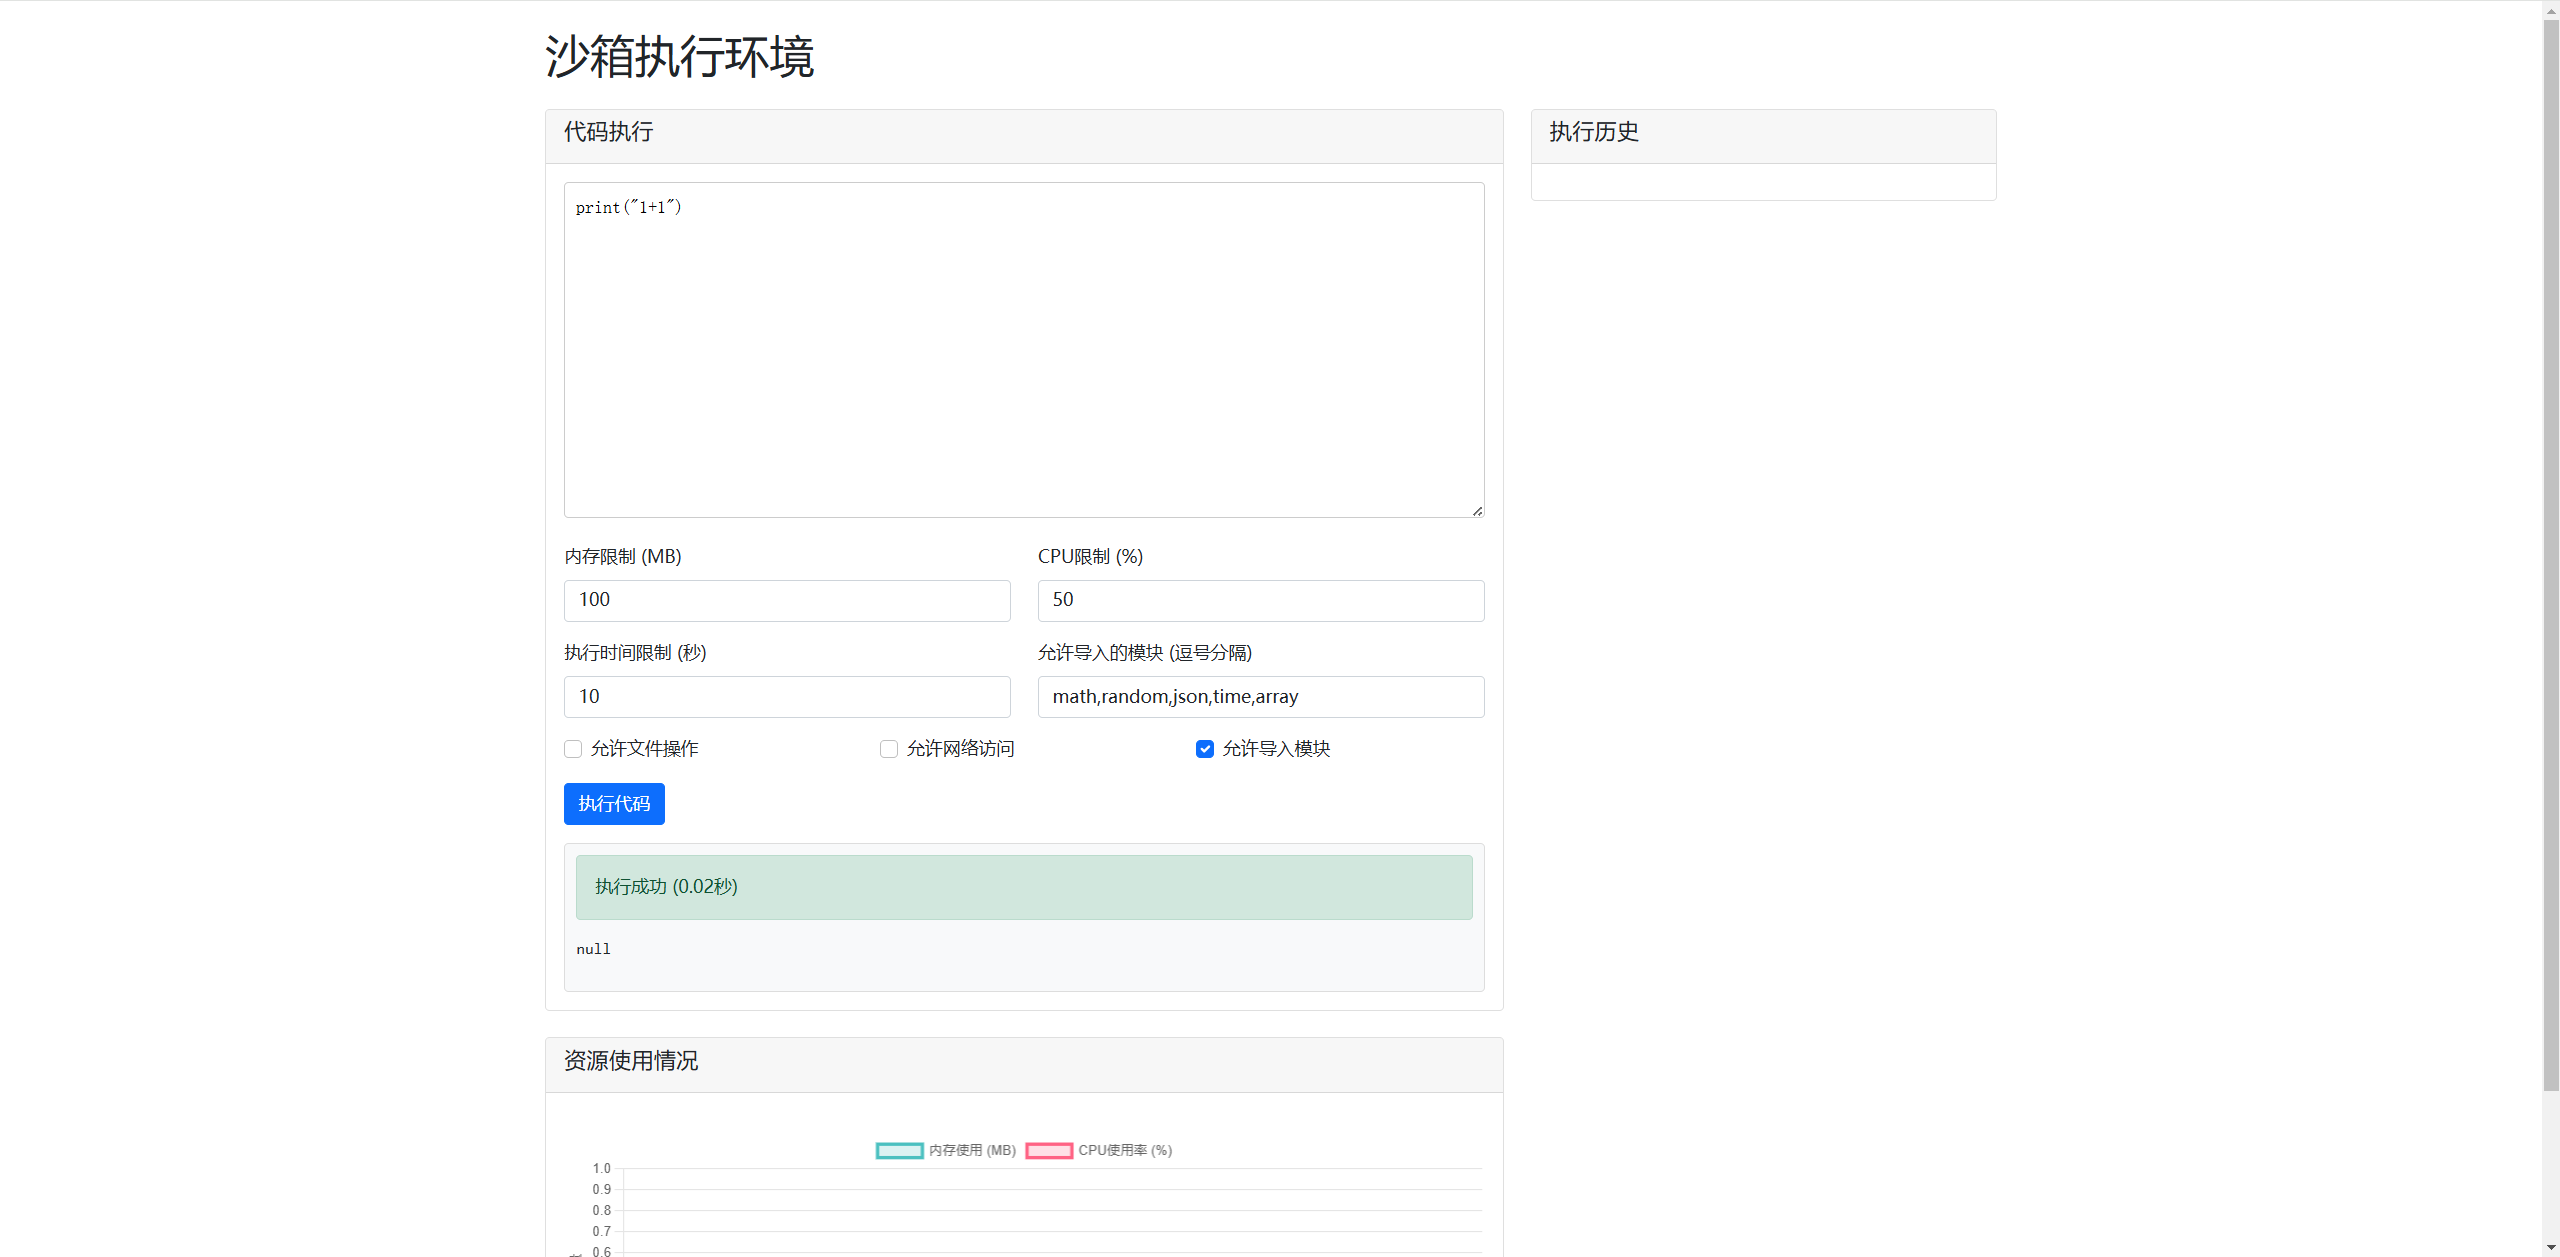 沙箱执行环境
代码执行
print("1+1")
内存限制 (MB)
CPU限制 (%)
100
50
执行时间限制 (秒)
允许导入的模块 (逗号分隔)
10
math,random,json,time,array
允许文件操作
允许网络访问
允许导入模块
执行代码
执行成功 (0.02秒)
null
资源使用情况
内存使用 (MB)
CPU使用率 (%)
1.0
0.9
0.8
0.7
0.6
执行历史